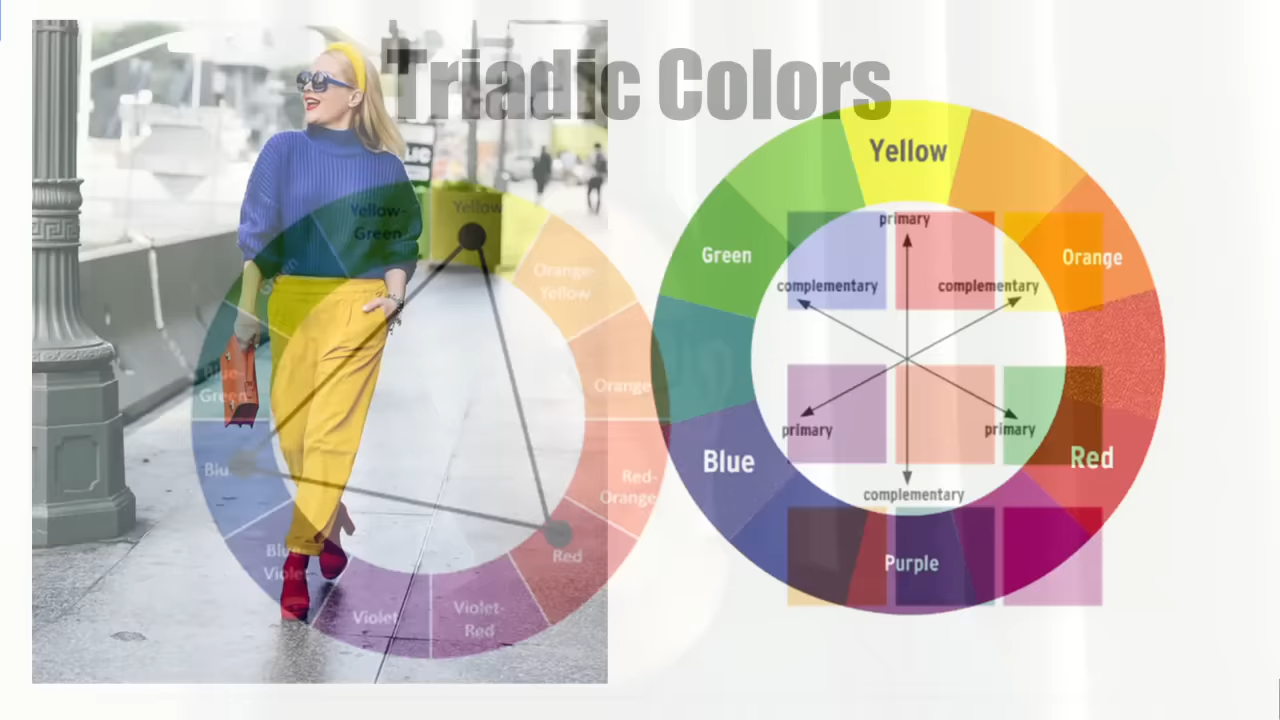 Triadic Colors
Yellow
primary
Green
Orange
complementary
complementary
primary
primary
Blue
Red
complementary
Purple
Yellow-
Green
Yellow
Green
Orange-
Yellow
Blue-
Green
Orange
Red-
Orange
Red
Blue
Violet
Violet
Violet-
Red